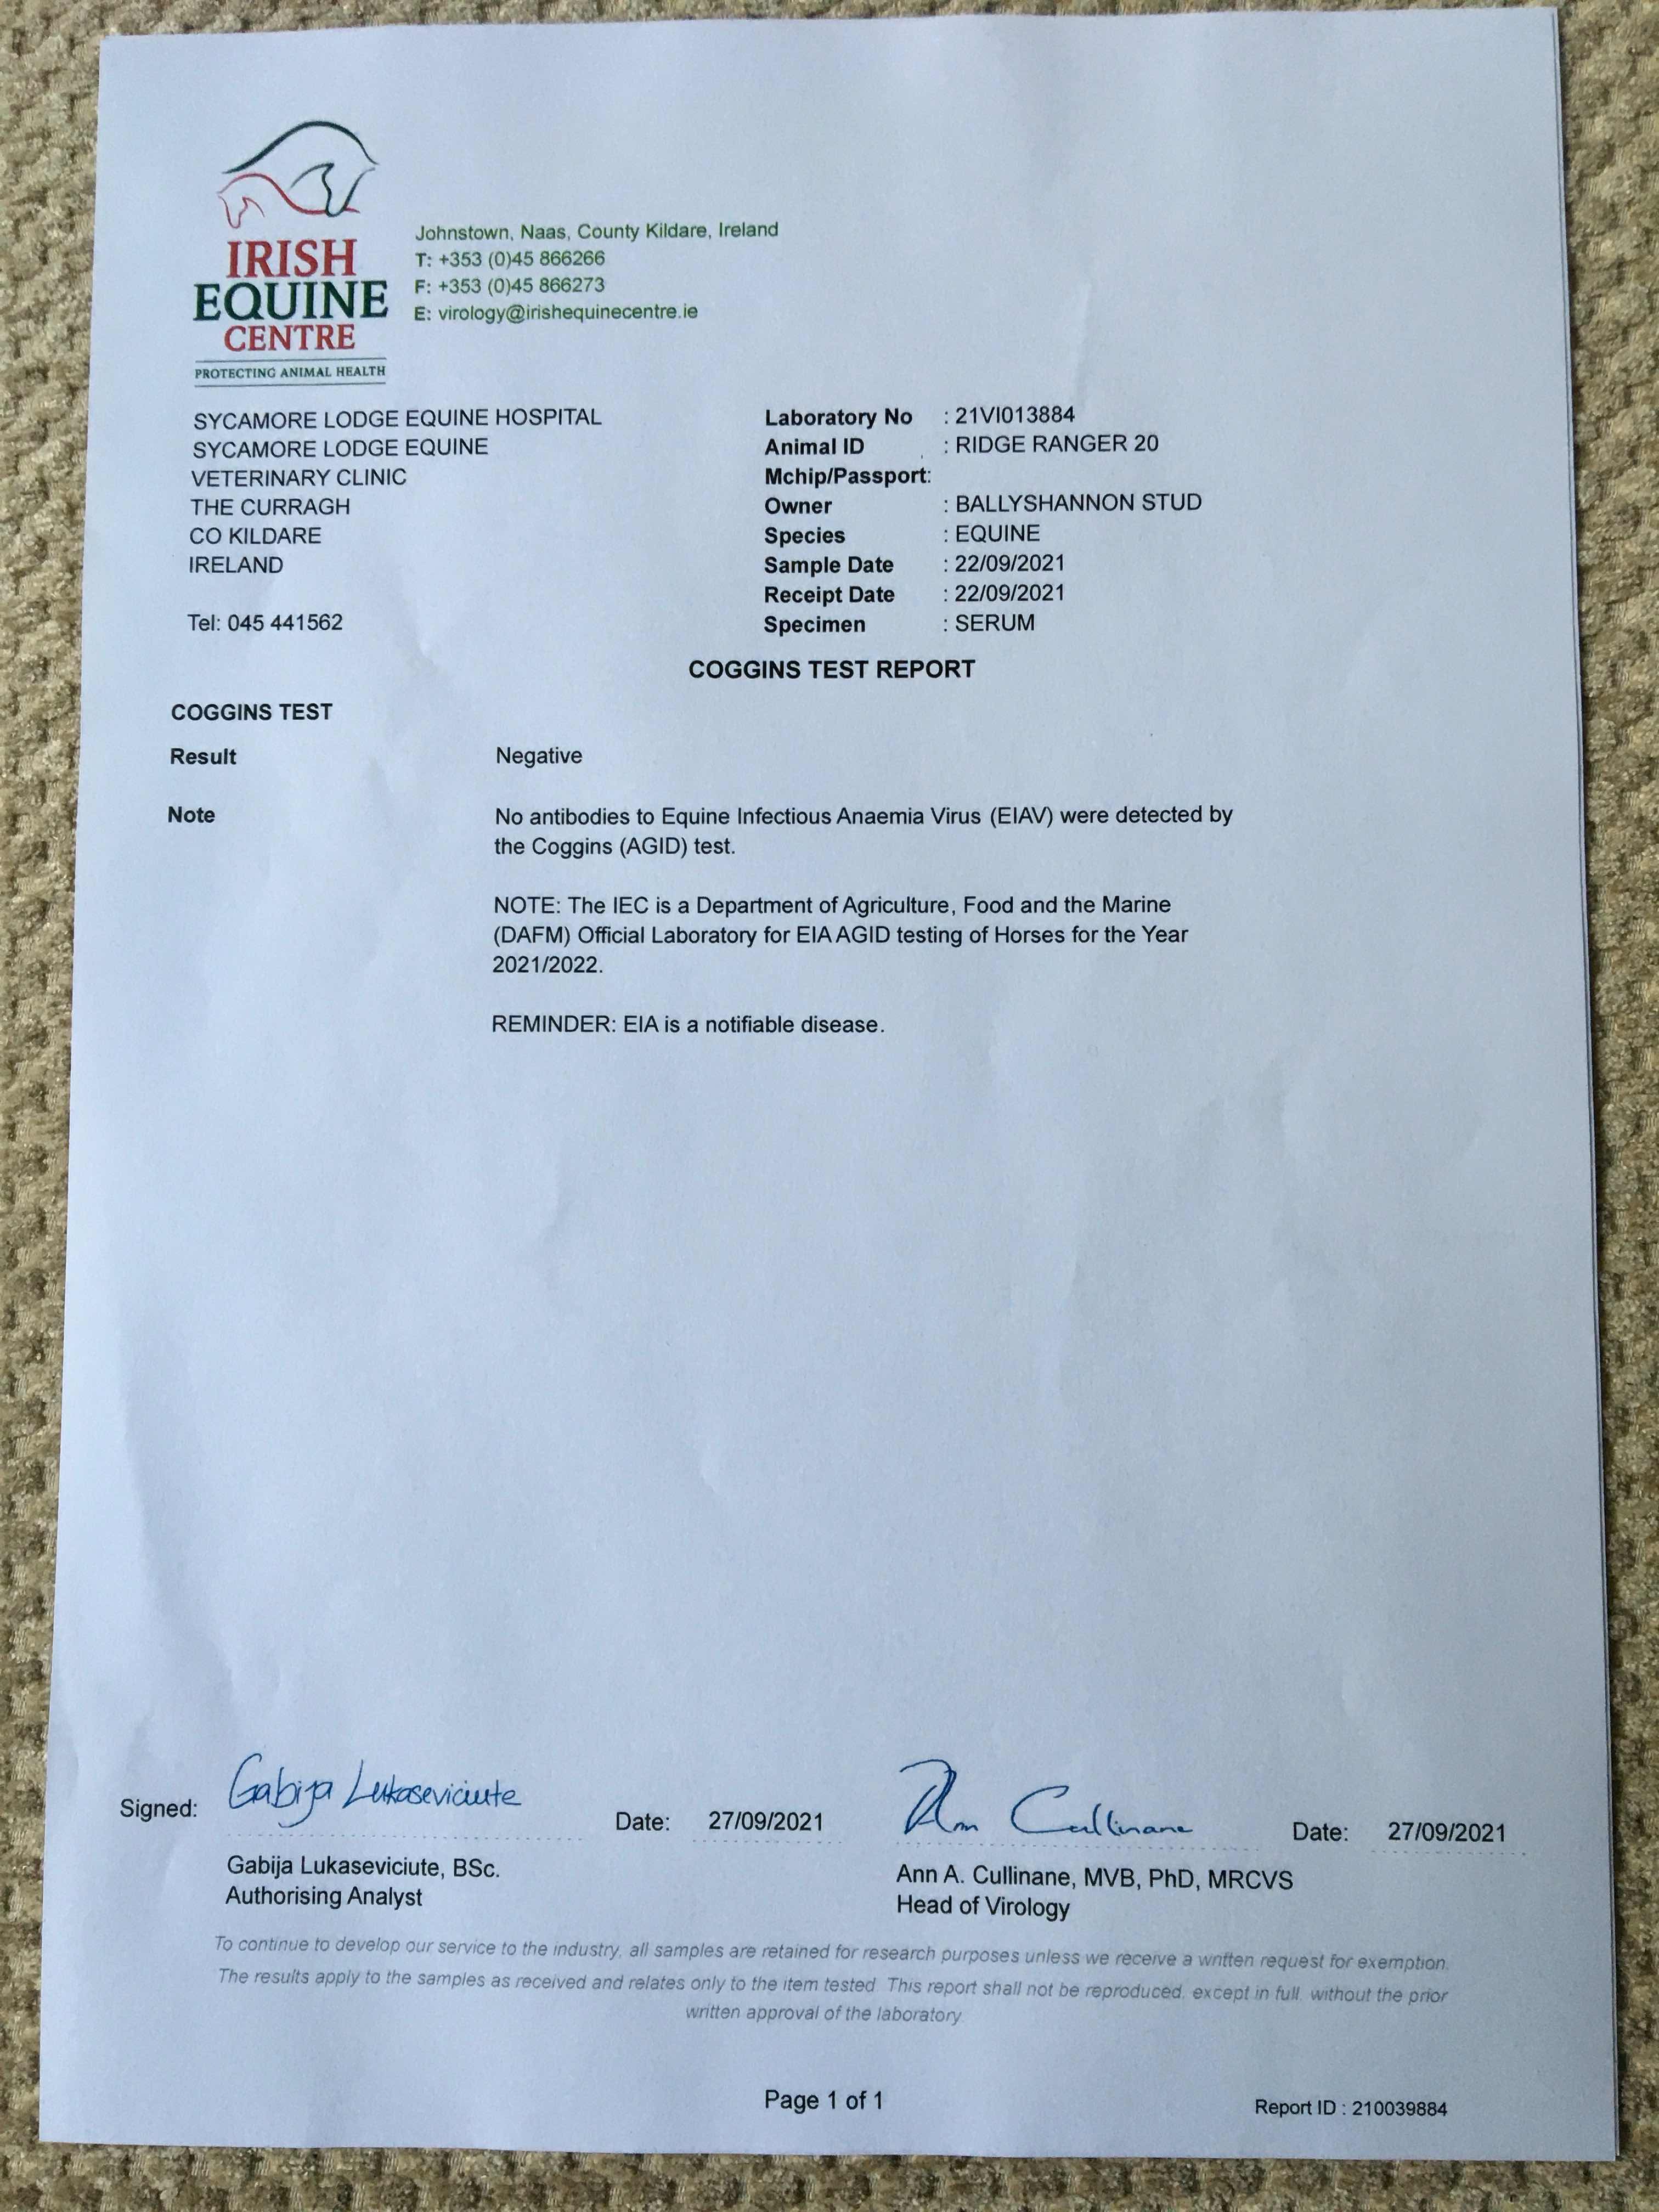 IRISH
EQUINE
CENTRE
PROTECTING ANIMAL HEALTH
Johnstown, Naas, County Kildare, Ireland
T: +353 (0)45 866266
F: +353 (0)45 866273
E: virology@irishequinecentre.ie
SYCAMORE LODGE EQUINE HOSPITAL
SYCAMORE LODGE EQUINE
VETERINARY CLINIC
THE CURRAGH
CO KILDARE
IRELAND
Tel: 045 441562
Laboratory No : 21VI013884
Animal ID : RIDGE RANGER 20
Mchip/Passport:
Owner : BALLYSHANNON STUD
Species : EQUINE
Sample Date : 22/09/2021
Receipt Date : 22/09/2021
Specimen : SERUM
COGGINS TEST REPORT
COGGINS TEST
Result Negative
Note No antibodies to Equine Infectious Anaemia Virus (EIAV) were detected by
the Coggins (AGID) test.
NOTE: The IEC is a Department of Agriculture, Food and the Marine
(DAFM) Official Laboratory for EIA AGID testing of Horses for the Year
2021/2022.
REMINDER: EIA is a notifiable disease.
Signed: Gabija Lukaseviciute Date: 27/09/2021
Gabija Lukaseviciute, BSc.
Authorising Analyst
Ann Cullinane Date: 27/09/2021
Ann A. Cullinane, MVB, PhD, MRCVS
Head of Virology
To continue to develop our service to the industry, all samples are retained for research purposes unless we receive a written request for exemption.
The results apply to the samples as received and relates only to the item tested. This report shall not be reproduced, except in full, without the prior
written approval of the laboratory.
Page 1 of 1
Report ID : 210039884